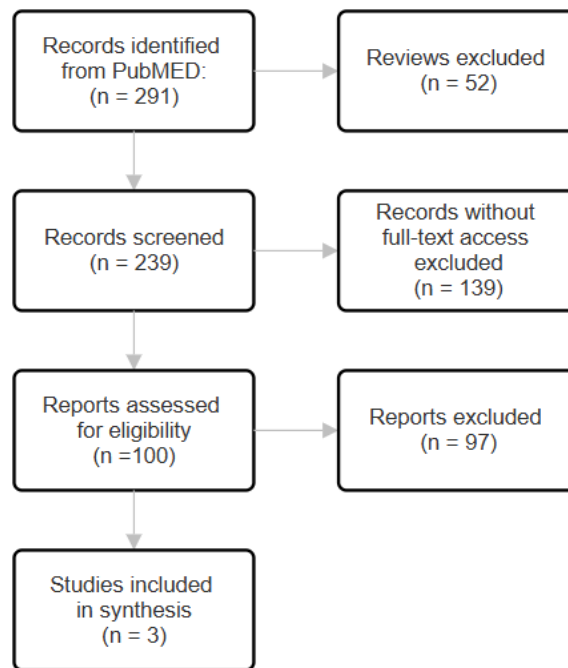 Records identified
from PubMED:
(n = 291)
Reviews excluded
(n = 52)
Records screened
(n = 239)
Records without
full-text access
excluded
(n = 139)
Reports assessed
for eligibility
(n =100)
Reports excluded
(n = 97)
Studies included
in synthesis
(n = 3)